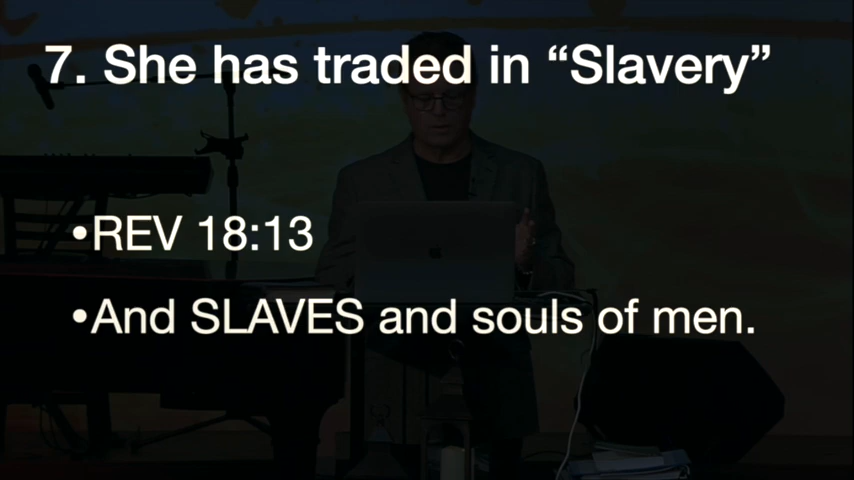 7. She has traded in “Slavery”
•REV 18:13
•And SLAVES and souls of men.